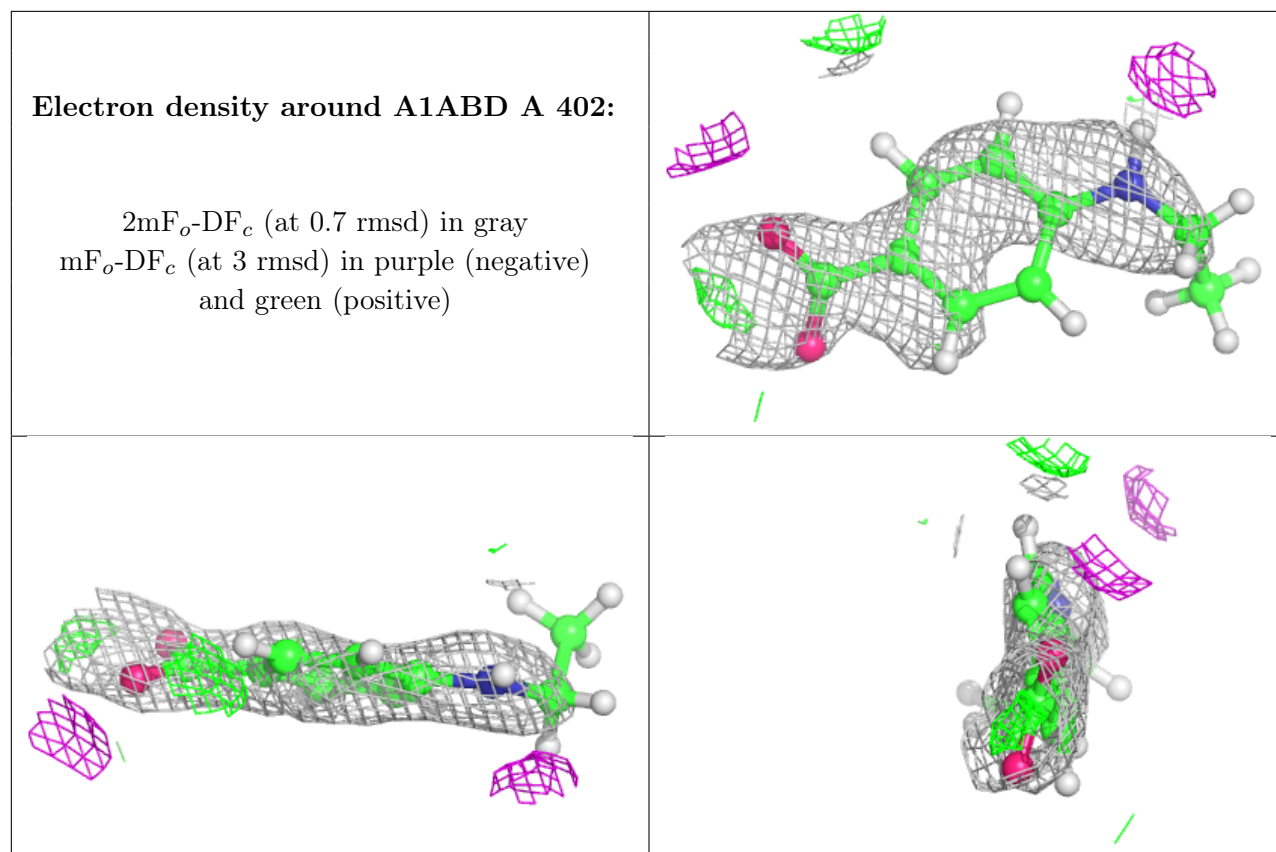 Electron density around A1ABD A 402:
2mFo-DFc (at 0.7 rmsd) in gray
mFo-DFc (at 3 rmsd) in purple (negative)
and green (positive)